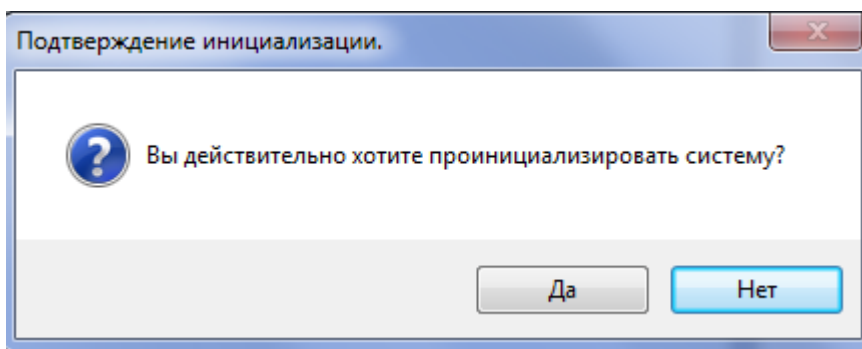 Подтверждение инициализации.
Вы действительно хотите проинициализировать систему?
Да
Нет